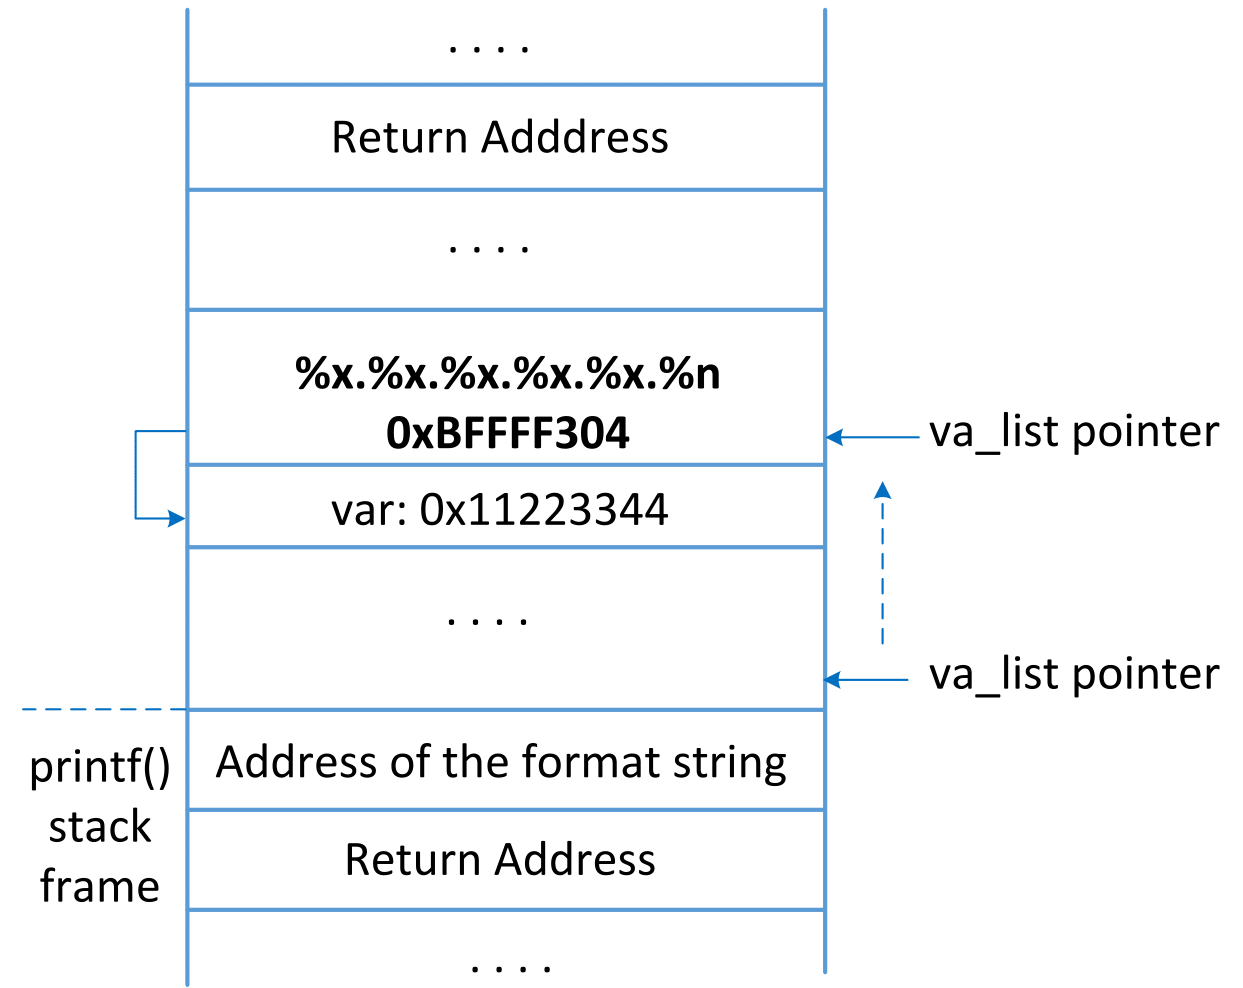 . . . .
Return Adddress
. . . .
%x.%x.%x.%x.%x.%n
0xBFFFF304
va_list pointer
var: 0x11223344
. . . .
va_list pointer
printf()
stack
frame
Address of the format string
Return Address
. . . .